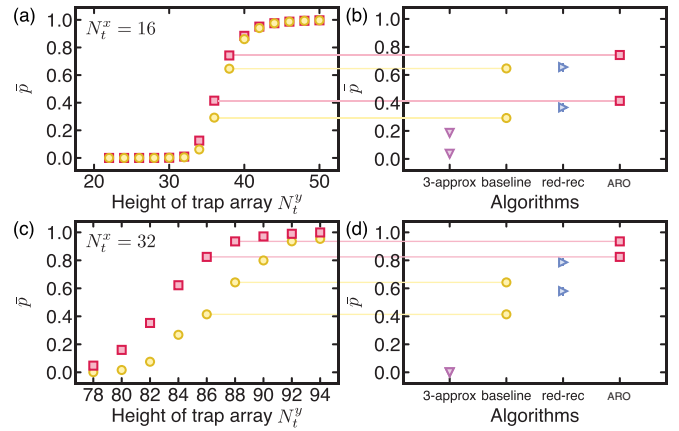 (a) N_t^x = 16
1.0
0.8
0.6
0.4
0.2
0.0
p̄
20 30 40 50
Height of trap array N_t^y
(b)
1.0
0.8
0.6
0.4
0.2
0.0
p̄
3-approx baseline red-rec ARO
Algorithms
(c) N_t^x = 32
1.0
0.8
0.6
0.4
0.2
0.0
p̄
78 80 82 84 86 88 90 92 94
Height of trap array N_t^y
(d)
1.0
0.8
0.6
0.4
0.2
0.0
p̄
3-approx baseline red-rec ARO
Algorithms